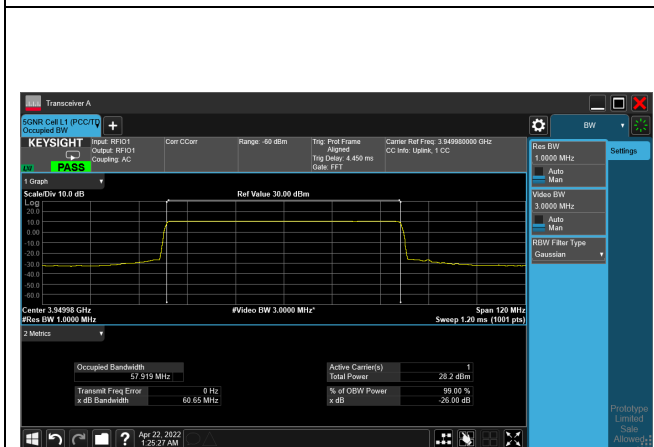 Transceiver A
5GNR Cell L1 (PCC/TD
Occupied BW
BW
KEYSIGHT
Input: RFIO1
Output: RFIO1
Coupling: AC
Corr CCorr
Range: -60 dBm
Trig: Prot Frame
Aligned
Trig Delay: 4.450 ms
Gate: FFT
Carrier Ref Freq: 3.949980000 GHz
CC Info: Uplink, 1 CC
PASS
Res BW
1.0000 MHz
Auto
Man
Settings
Video BW
3.0000 MHz
Auto
Man
RBW Filter Type
Gaussian
1 Graph
Scale/Div 10.0 dB
Ref Value 30.00 dBm
Log
20.0
10.0
0.00
-10.0
-20.0
-30.0
-40.0
-50.0
-60.0
Center 3.94998 GHz
#Video BW 3.0000 MHz*
Span 120 MHz
#Res BW 1.0000 MHz
Sweep 1.20 ms (1001 pts)
2 Metrics
Occupied Bandwidth
57.919 MHz
Active Carrier(s) 1
Total Power 28.2 dBm
Transmit Freq Error 0 Hz
x dB Bandwidth 60.65 MHz
% of OBW Power 99.00 %
x dB -26.00 dB
Prototype
Limited
Sale
Allowed
Apr 22, 2022
1:25:27 AM